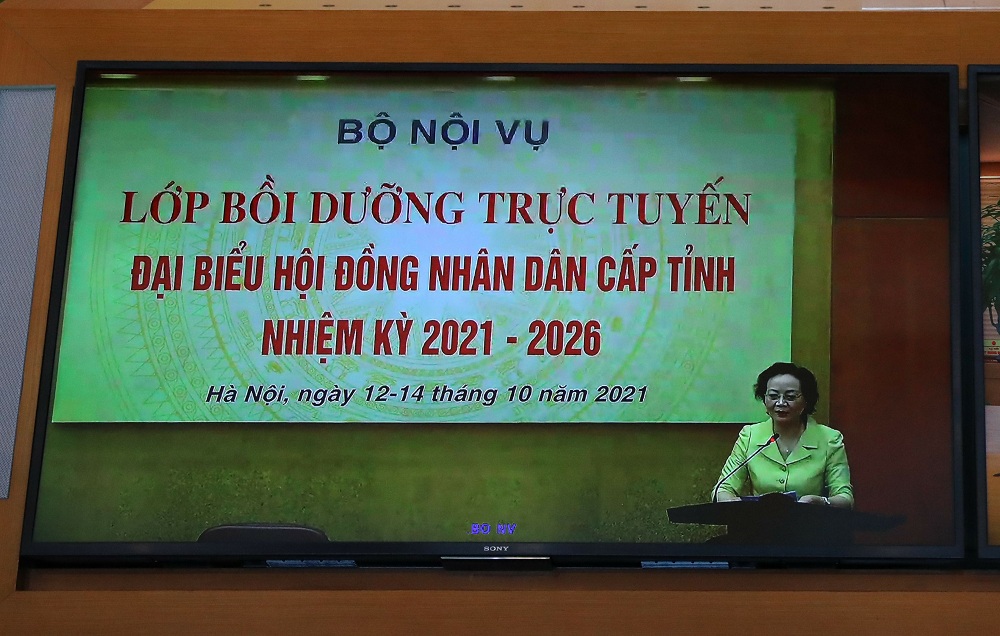 BỘ NỘI VỤ
LỚP BỒI DƯỠNG TRỰC TUYẾN
ĐẠI BIỂU HỘI ĐỒNG NHÂN DÂN CẤP TỈNH
NHIỆM KỲ 2021 - 2026
Hà Nội, ngày 12-14 tháng 10 năm 2021
SONY